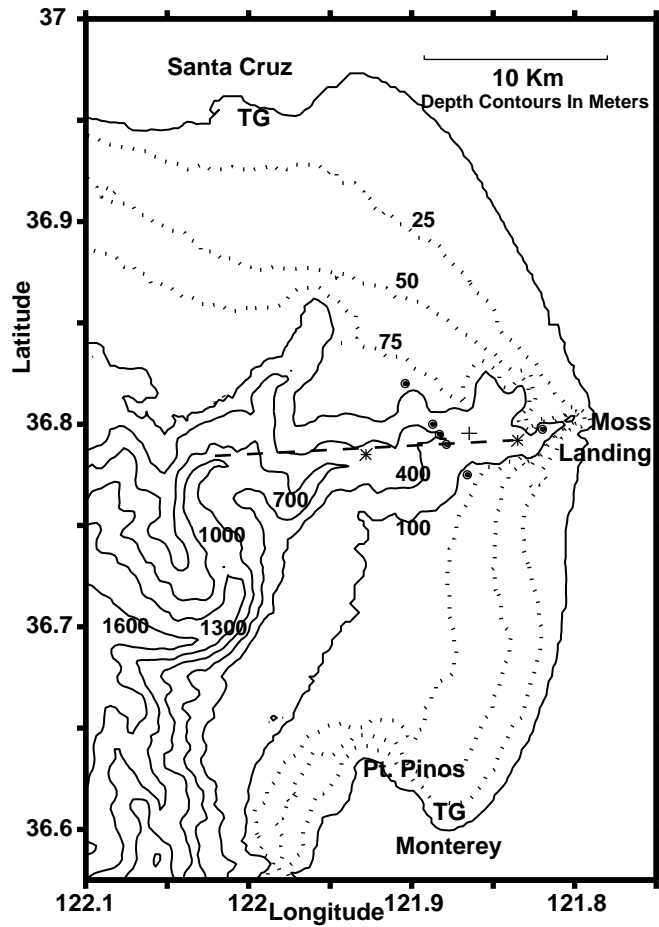 37
Santa Cruz
10 Km
Depth Contours In Meters
TG
36.9
25
50
Latitude
75
36.8
Moss
Landing
400
700
100
1000
36.7
1600
1300
Pt. Pinos
TG
36.6
Monterey
122.1
122
121.9
121.8
Longitude